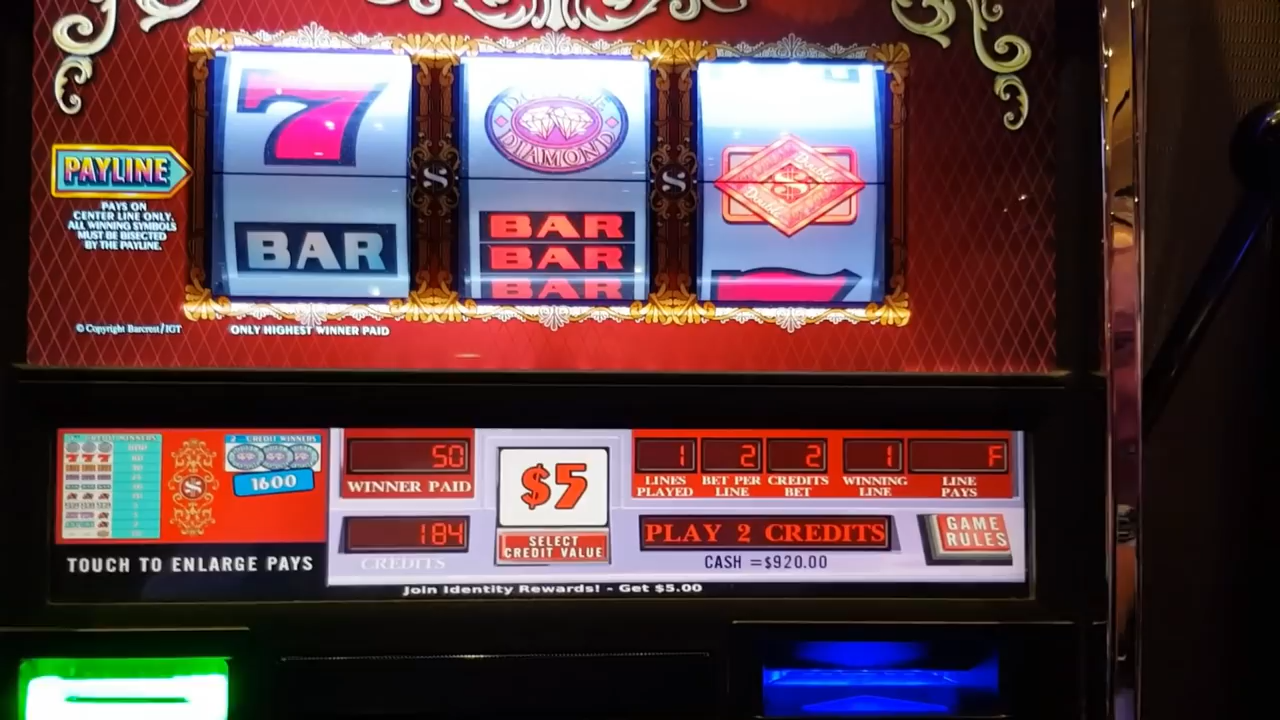 7
DOUBLE
DIAMOND
S
S
S
Double
Double
PAYLINE
PAYS ON
CENTER LINE ONLY.
ALL WINNING SYMBOLS
MUST BE BISECTED
BY THE PAYLINE.
BAR
BAR
BAR
BAR
© Copyright Barcrest/IGT
ONLY HIGHEST WINNER PAID
2 CREDIT WINNERS
1600
TOUCH TO ENLARGE PAYS
50
WINNER PAID
184
CREDITS
$5
SELECT
CREDIT VALUE
1 2 2 1 F
LINES PLAYED BET PER LINE CREDITS BET WINNING LINE LINE PAYS
PLAY 2 CREDITS
CASH =$920.00
GAME
RULES
Join Identity Rewards! - Get $5.00